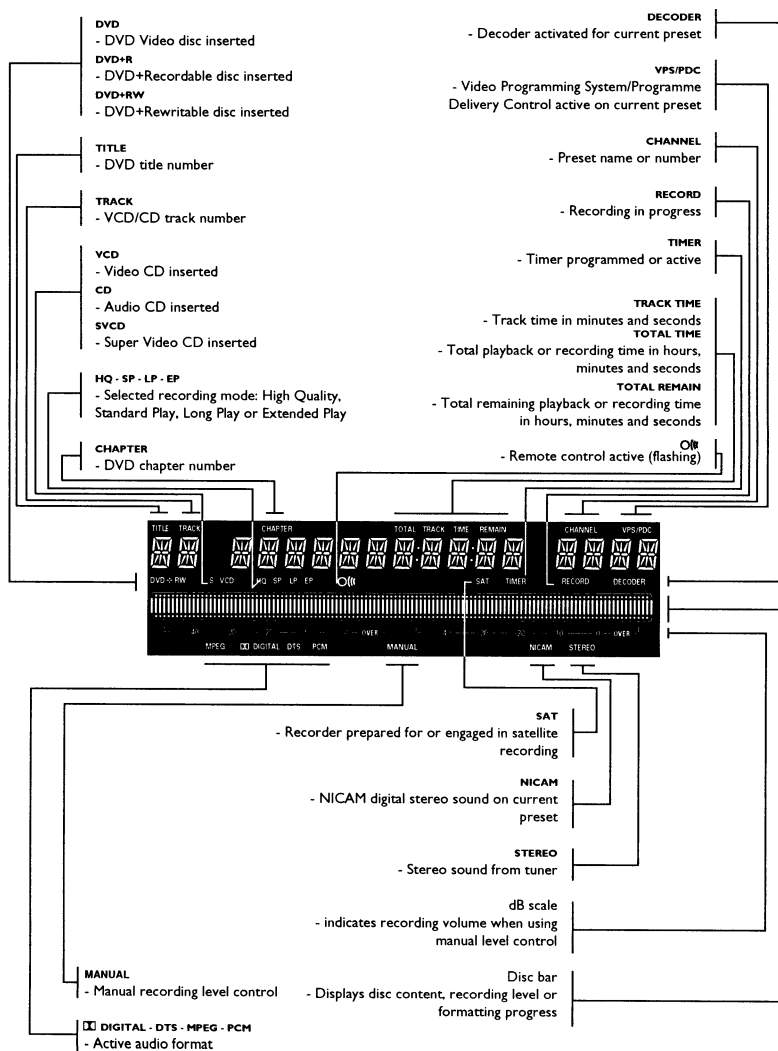 DVD
- DVD Video disc inserted
DVD+R
- DVD+Recordable disc inserted
DVD+RW
- DVD+Rewritable disc inserted
TITLE
- DVD title number
TRACK
- VCD/CD track number
VCD
- Video CD inserted
CD
- Audio CD inserted
SVCD
- Super Video CD inserted
HQ - SP - LP - EP
- Selected recording mode: High Quality,
Standard Play, Long Play or Extended Play
CHAPTER
- DVD chapter number
DECODER
- Decoder activated for current preset
VPS/PDC
- Video Programming System/Programme
Delivery Control active on current preset
CHANNEL
- Preset name or number
RECORD
- Recording in progress
TIMER
- Timer programmed or active
TRACK TIME
- Track time in minutes and seconds
TOTAL TIME
- Total playback or recording time in hours,
minutes and seconds
TOTAL REMAIN
- Total remaining playback or recording time
in hours, minutes and seconds
- Remote control active (flashing)
TITLE TRACK CHAPTER TOTAL TRACK TIME REMAIN CHANNEL VPS/PDC
DVD + RW S VCD HQ SP LP EP SAT TIMER RECORD DECODER
40 30 OVER 20 10 0 OVER
MPEG DIGITAL DTS PCM MANUAL NICAM STEREO
SAT
- Recorder prepared for or engaged in satellite
recording
NICAM
- NICAM digital stereo sound on current
preset
STEREO
- Stereo sound from tuner
dB scale
- indicates recording volume when using
manual level control
Disc bar
- Displays disc content, recording level or
formatting progress
MANUAL
- Manual recording level control
DIGITAL - DTS - MPEG - PCM
- Active audio format